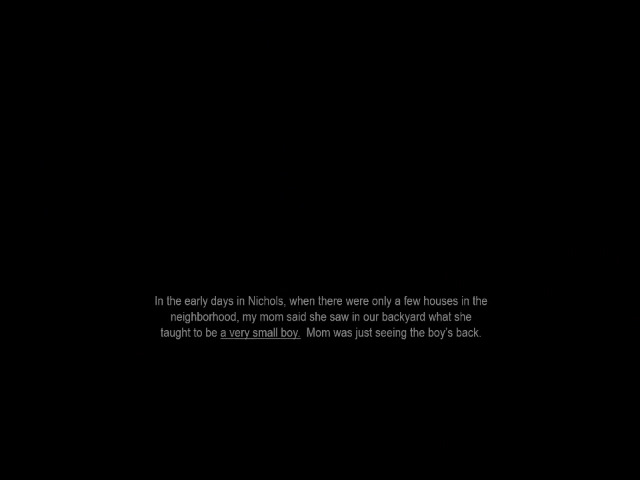 In the early days in Nichols, when there were only a few houses in the
neighborhood, my mom said she saw in our backyard what she
taught to be a very small boy.  Mom was just seeing the boy's back.